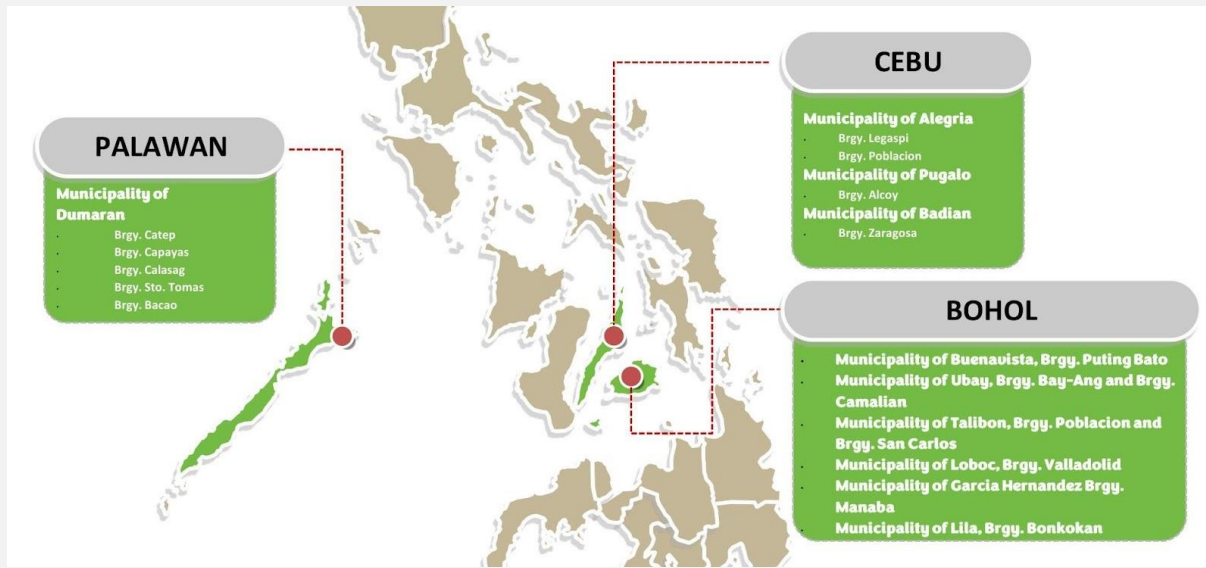 PALAWAN
Municipality of
Dumaran
Brgy. Catep
Brgy. Capayas
Brgy. Calasag
Brgy. Sto. Tomas
Brgy. Bacao
CEBU
Municipality of Alegria
Brgy. Legaspi
Brgy. Poblacion
Municipality of Pugalo
Brgy. Alcoy
Municipality of Badian
Brgy. Zaragosa
BOHOL
Municipality of Buenavista, Brgy. Puting Bato
Municipality of Ubay, Brgy. Bay-Ang and Brgy.
Camalian
Municipality of Talibon, Brgy. Poblacion and
Brgy. San Carlos
Municipality of Loboc, Brgy. Valladolid
Municipality of Garcia Hernandez Brgy.
Manaba
Municipality of Lila, Brgy. Bonkokan